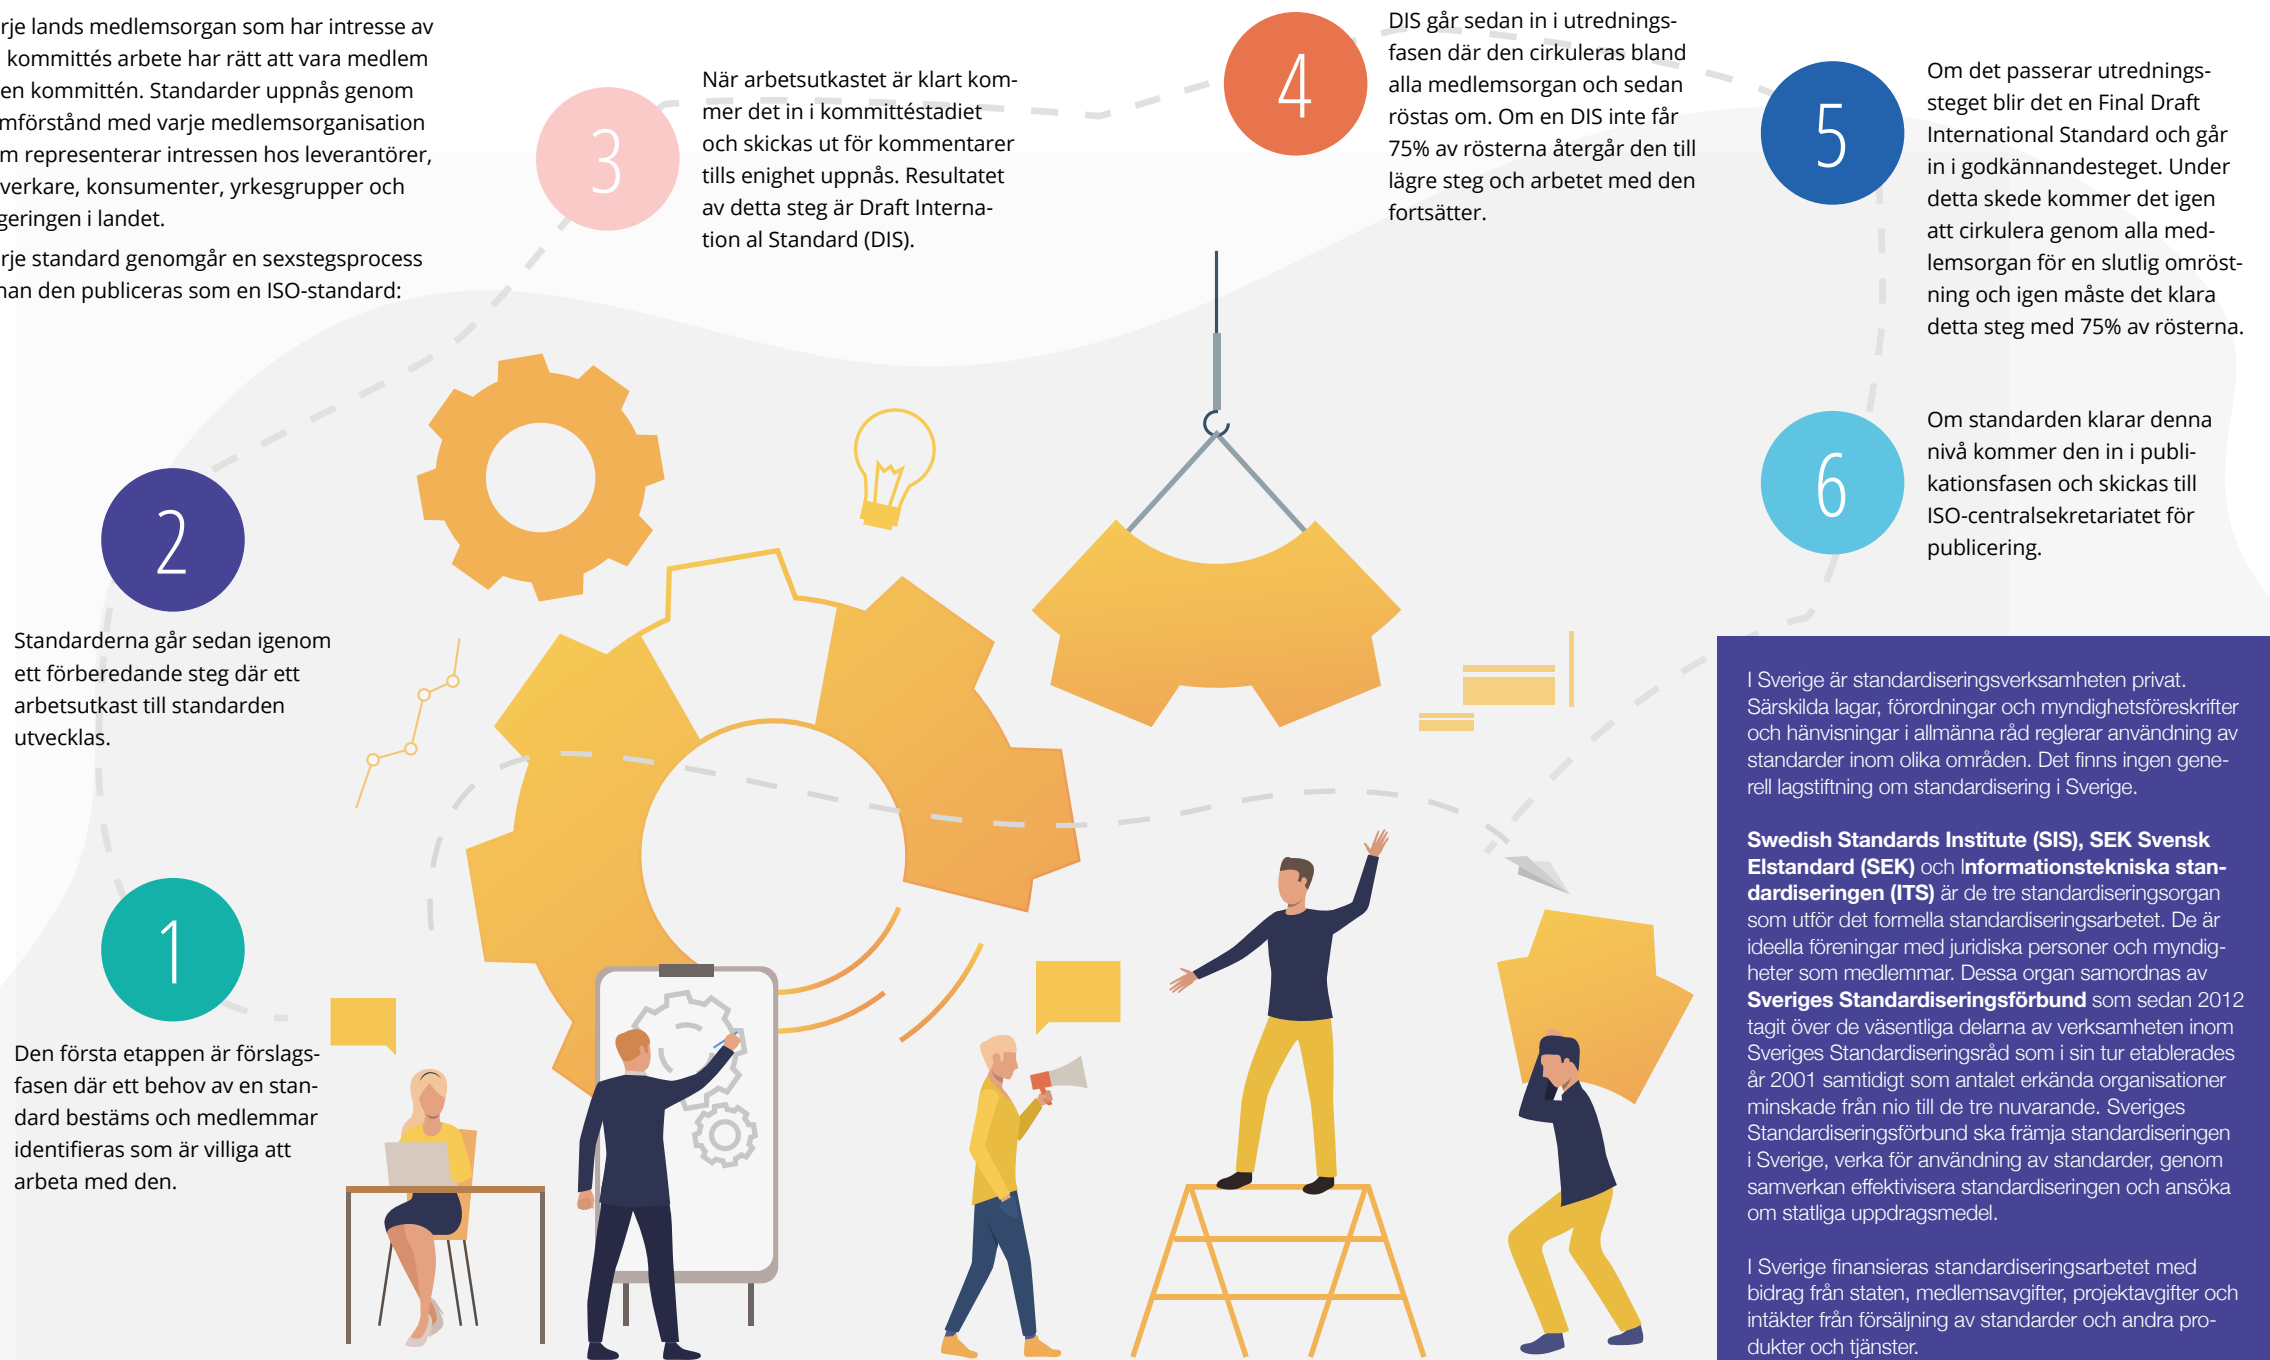 rje lands medlemsorgan som har intresse av
kommittés arbete har rätt att vara medlem
en kommittén. Standarder uppnås genom
mförstånd med varje medlemsorganisation
m representerar intressen hos leverantörer,
verkare, konsumenter, yrkesgrupper och
geringen i landet.
rje standard genomgår en sexstegsprocess
nan den publiceras som en ISO-standard:
1
Den första etappen är förslags-
fasen där ett behov av en stan-
dard bestäms och medlemmar
identifieras som är villiga att
arbeta med den.
2
Standarderna går sedan igenom
ett förberedande steg där ett
arbetsutkast till standarden
utvecklas.
3
När arbetsutkastet är klart kom-
mer det in i kommittéstadiet
och skickas ut för kommentarer
tills enighet uppnås. Resultatet
av detta steg är Draft Interna-
tion al Standard (DIS).
4
DIS går sedan in i utrednings-
fasen där den cirkuleras bland
alla medlemsorgan och sedan
röstas om. Om en DIS inte får
75% av rösterna återgår den till
lägre steg och arbetet med den
fortsätter.
5
Om det passerar utrednings-
steget blir det en Final Draft
International Standard och går
in i godkännandesteget. Under
detta skede kommer det igen
att cirkulera genom alla med-
lemsorgan för en slutlig omröst-
ning och igen måste det klara
detta steg med 75% av rösterna.
6
Om standarden klarar denna
nivå kommer den in i publi-
kationsfasen och skickas till
ISO-centralsekretariatet för
publicering.
I Sverige är standardiseringsverksamheten privat.
Särskilda lagar, förordningar och myndighetsföreskrifter
och hänvisningar i allmänna råd reglerar användning av
standarder inom olika områden. Det finns ingen gene-
rell lagstiftning om standardisering i Sverige.
Swedish Standards Institute (SIS), SEK Svensk
Elstandard (SEK) och Informationstekniska stan-
dardiseringen (ITS) är de tre standardiseringsorgan
som utför det formella standardiseringsarbetet. De är
ideella föreningar med juridiska personer och myndig-
heter som medlemmar. Dessa organ samordnas av
Sveriges Standardiseringsförbund som sedan 2012
tagit över de väsentliga delarna av verksamheten inom
Sveriges Standardiseringsråd som i sin tur etablerades
år 2001 samtidigt som antalet erkända organisationer
minskade från nio till de tre nuvarande. Sveriges
Standardiseringsförbund ska främja standardiseringen
i Sverige, verka för användning av standarder, genom
samverkan effektivisera standardiseringen och ansöka
om statliga uppdragsmedel.
I Sverige finansieras standardiseringsarbetet med
bidrag från staten, medlemsavgifter, projektavgifter och
intäkter från försäljning av standarder och andra pro-
dukter och tjänster.